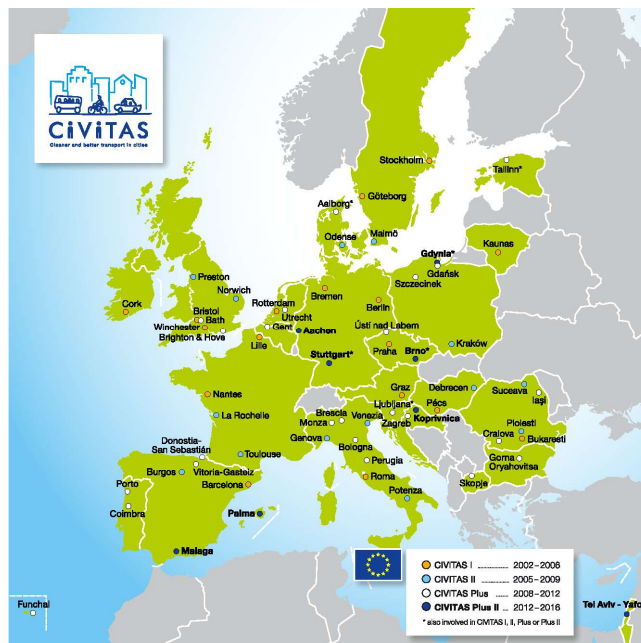 CiViTAS
Cleaner and better transport in cities
Stockholm
Tallinn*
Göteborg
Aalborg*
Odense
Malmö
Kaunas
Gdynia*
Gdańsk
Szczecinek
Preston
Norwich
Cork
Bristol
Bath
Winchester
Brighton & Hove
Rotterdam
Utrecht
Gent
Bremen
Berlin
Aachen
Lille
Ústí nad Labem
Praha
Stuttgart*
Brno*
Kraków
Nantes
La Rochelle
Graz
Ljubljana*
Zagreb
Pécs
Koprivnica
Debrecen
Suceava
Iaşi
Brescia
Monza
Venezia
Genova
Bologna
Ploiesti
Craiova
Bukaresti
Donostia-
San Sebastián
Toulouse
Burgos
Vitoria-Gasteiz
Barcelona
Perugia
Roma
Potenza
Gorna
Oryahovitsa
Skopje
Porto
Coimbra
Palma
Malaga
Funchal
Tel Aviv - Yafo
CIVITAS I ......... 2002–2006
CIVITAS II ......... 2005–2009
CIVITAS Plus ......... 2008–2012
CIVITAS Plus II ......... 2012–2016
* also involved in CIVITAS I, II, Plus or Plus II